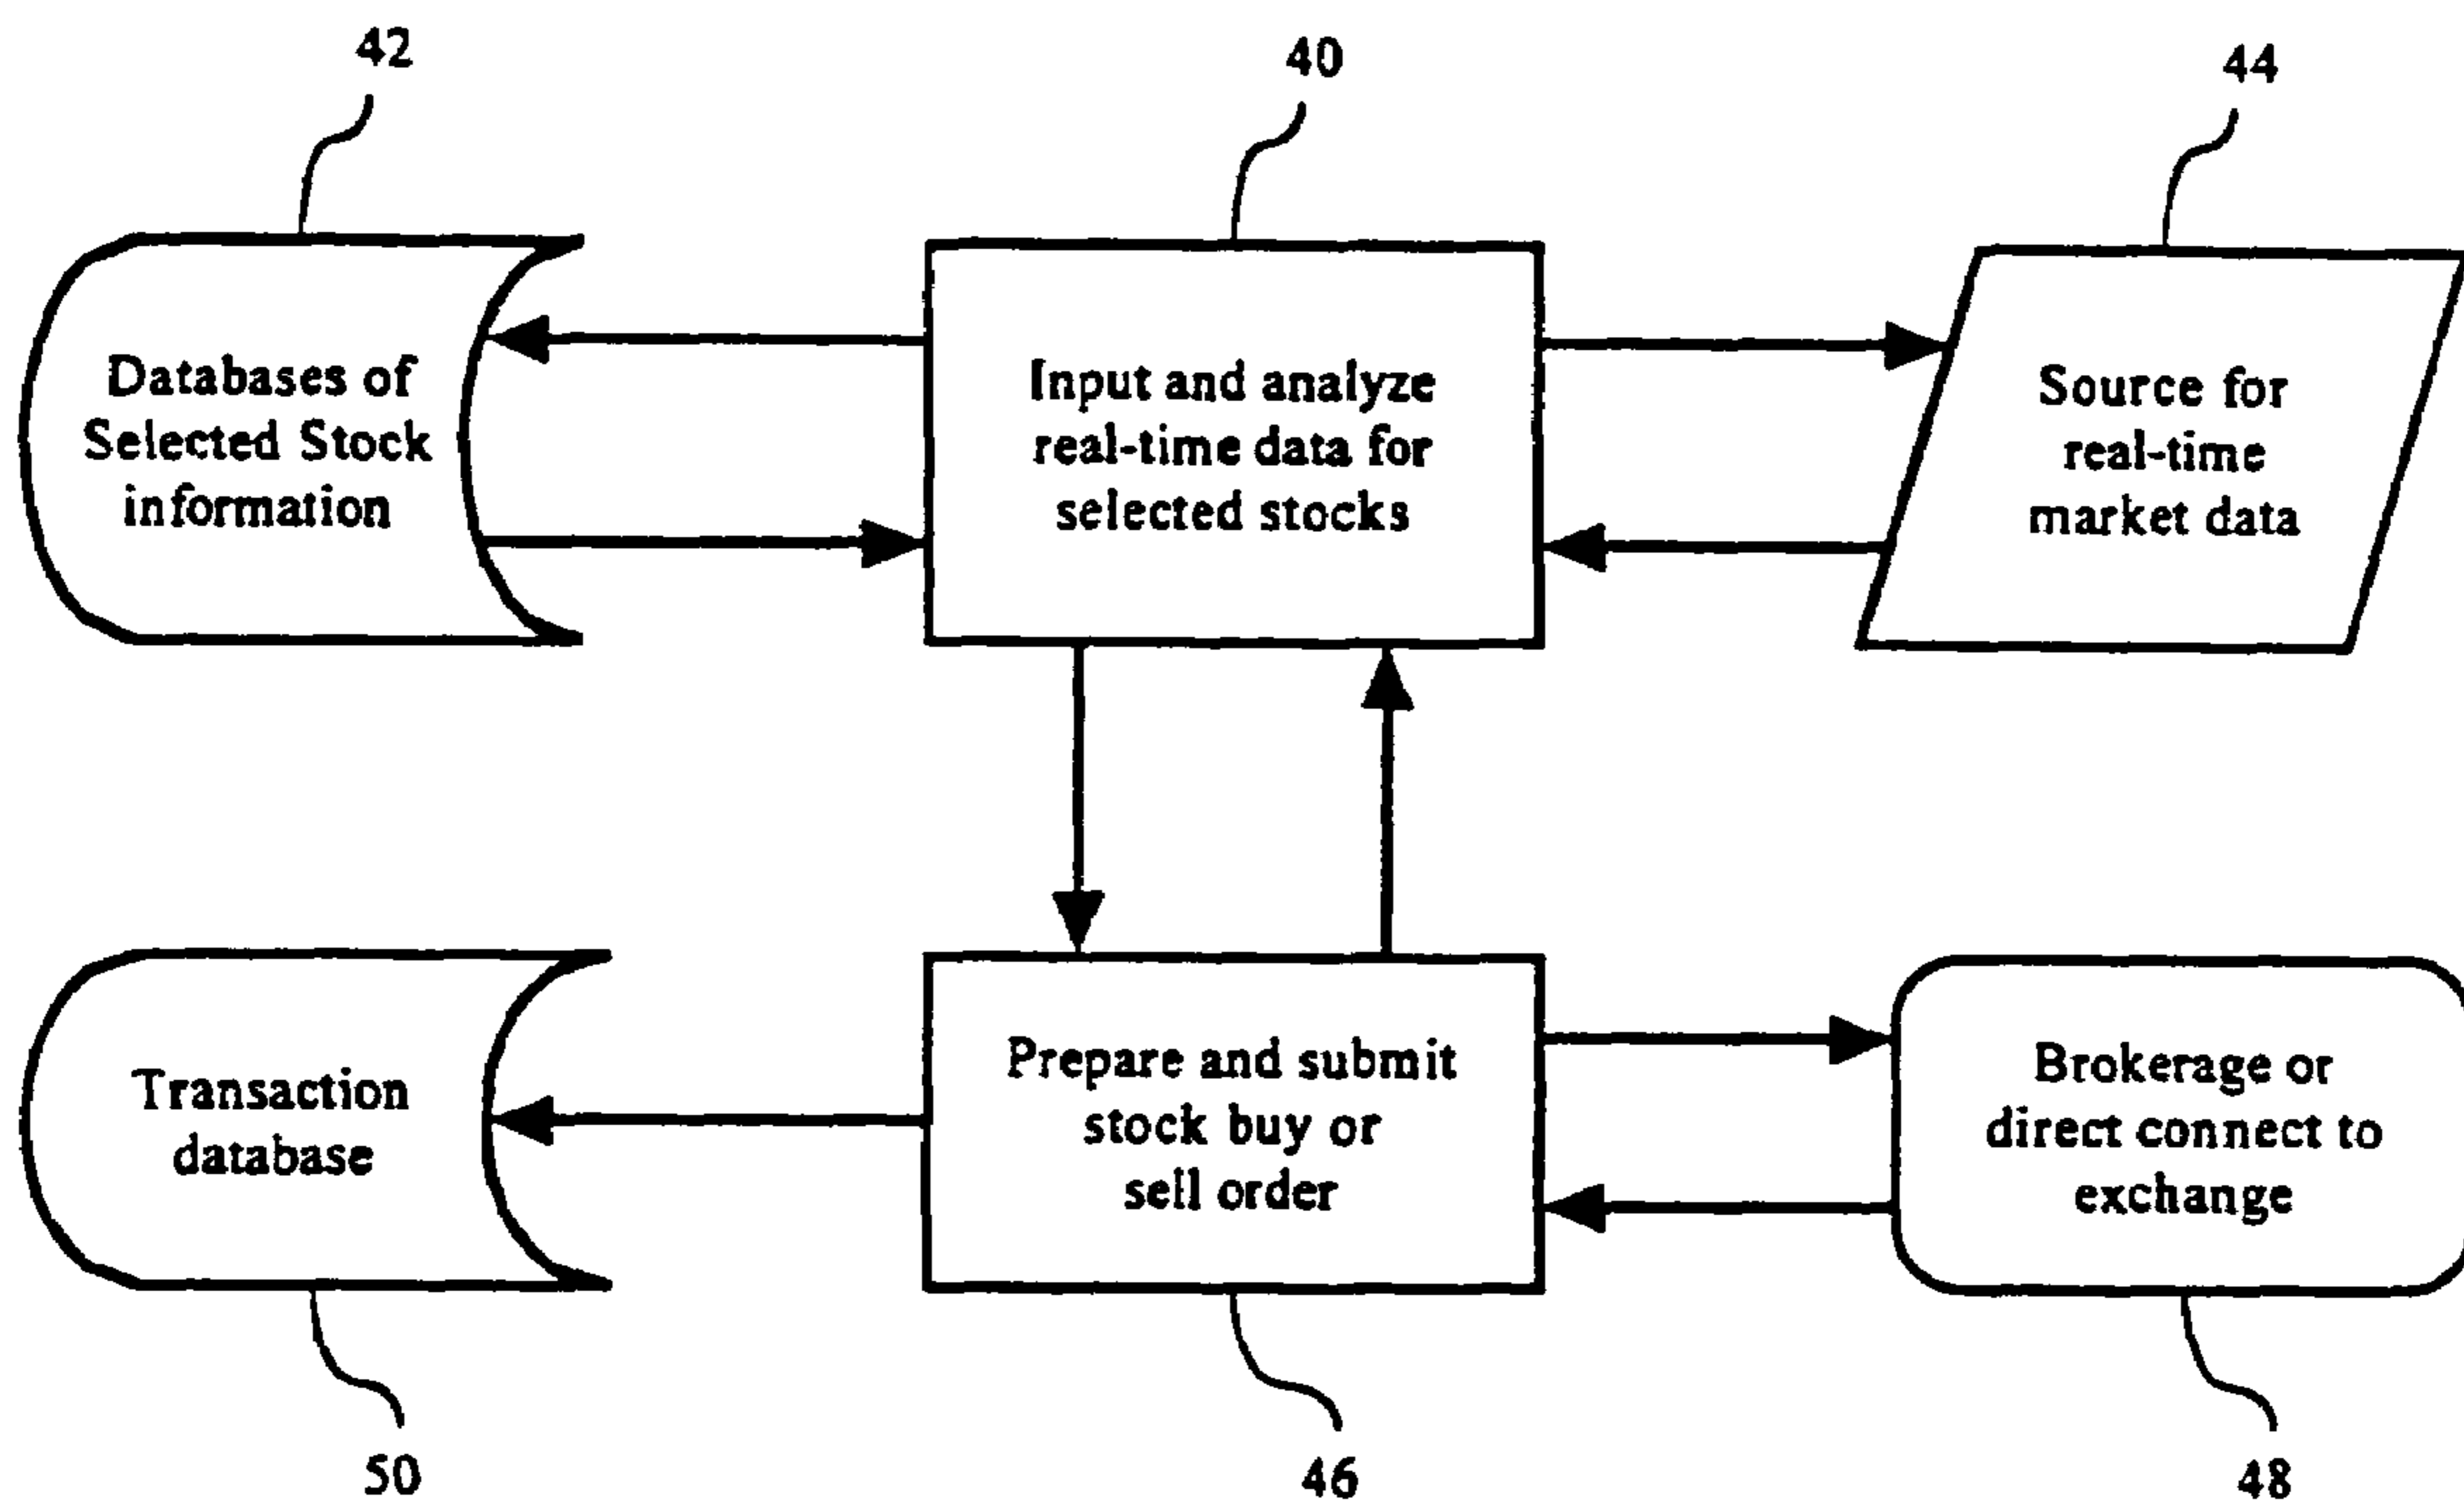 42
40
44
Databases of
Selected Stock
information
Input and analyze
real-time data for
selected stocks
Source for
real-time
market data
Transaction
database
Prepare and submit
stock buy or
sell order
Brokerage or
direct connect to
exchange
50
46
48